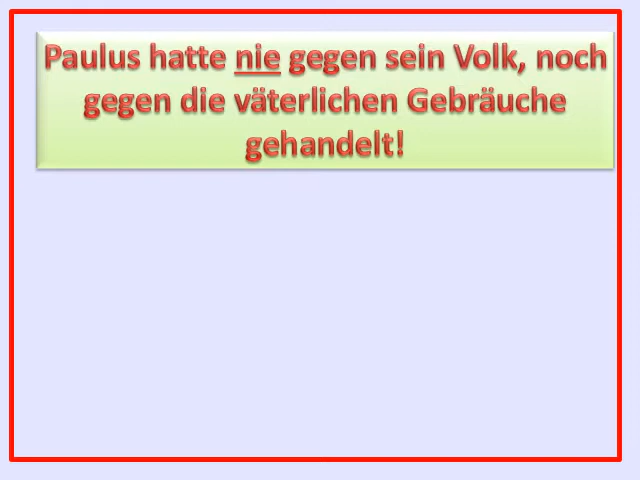 Paulus hatte nie gegen sein Volk, noch
gegen die väterlichen Gebräuche
gehandelt!